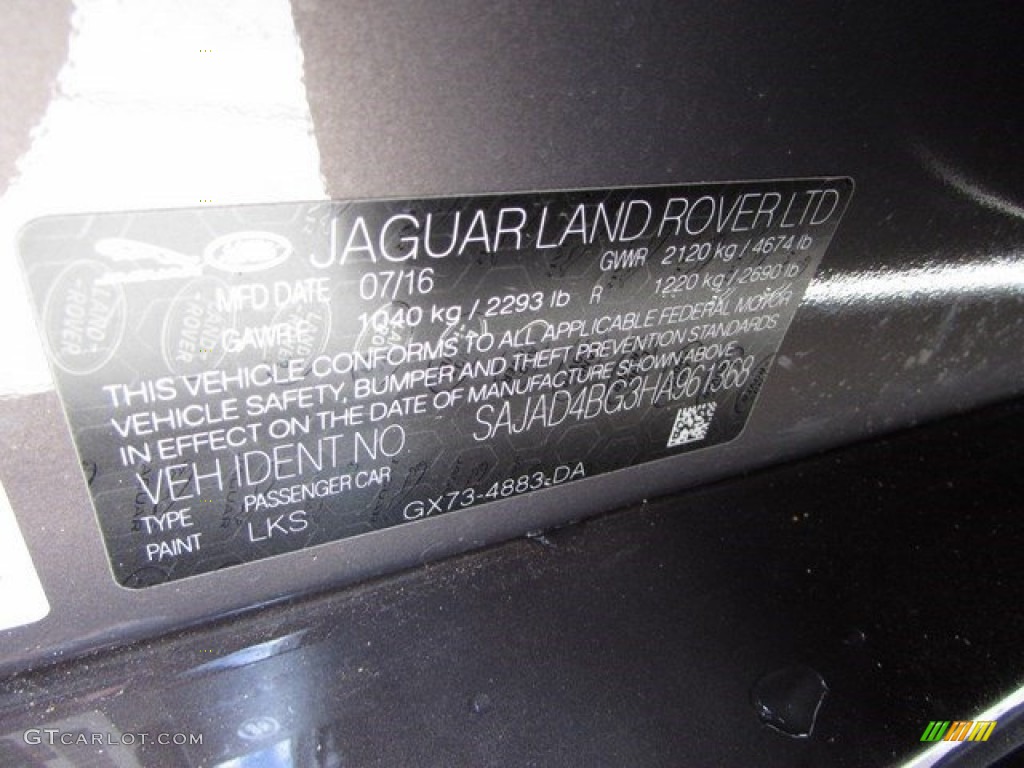 JAGUAR LAND ROVER LTD
MFD DATE 07/16 GVWR 2120 kg / 4674 lb
GAWR F 1040 kg / 2293 lb R 1220 kg / 2690 lb
THIS VEHICLE CONFORMS TO ALL APPLICABLE FEDERAL MOTOR
VEHICLE SAFETY, BUMPER AND THEFT PREVENTION STANDARDS
IN EFFECT ON THE DATE OF MANUFACTURE SHOWN ABOVE
VEH IDENT NO SAJAD4BG3HA961368
TYPE PASSENGER CAR
PAINT LKS GX73-4883-DA
GTCARLOT.COM